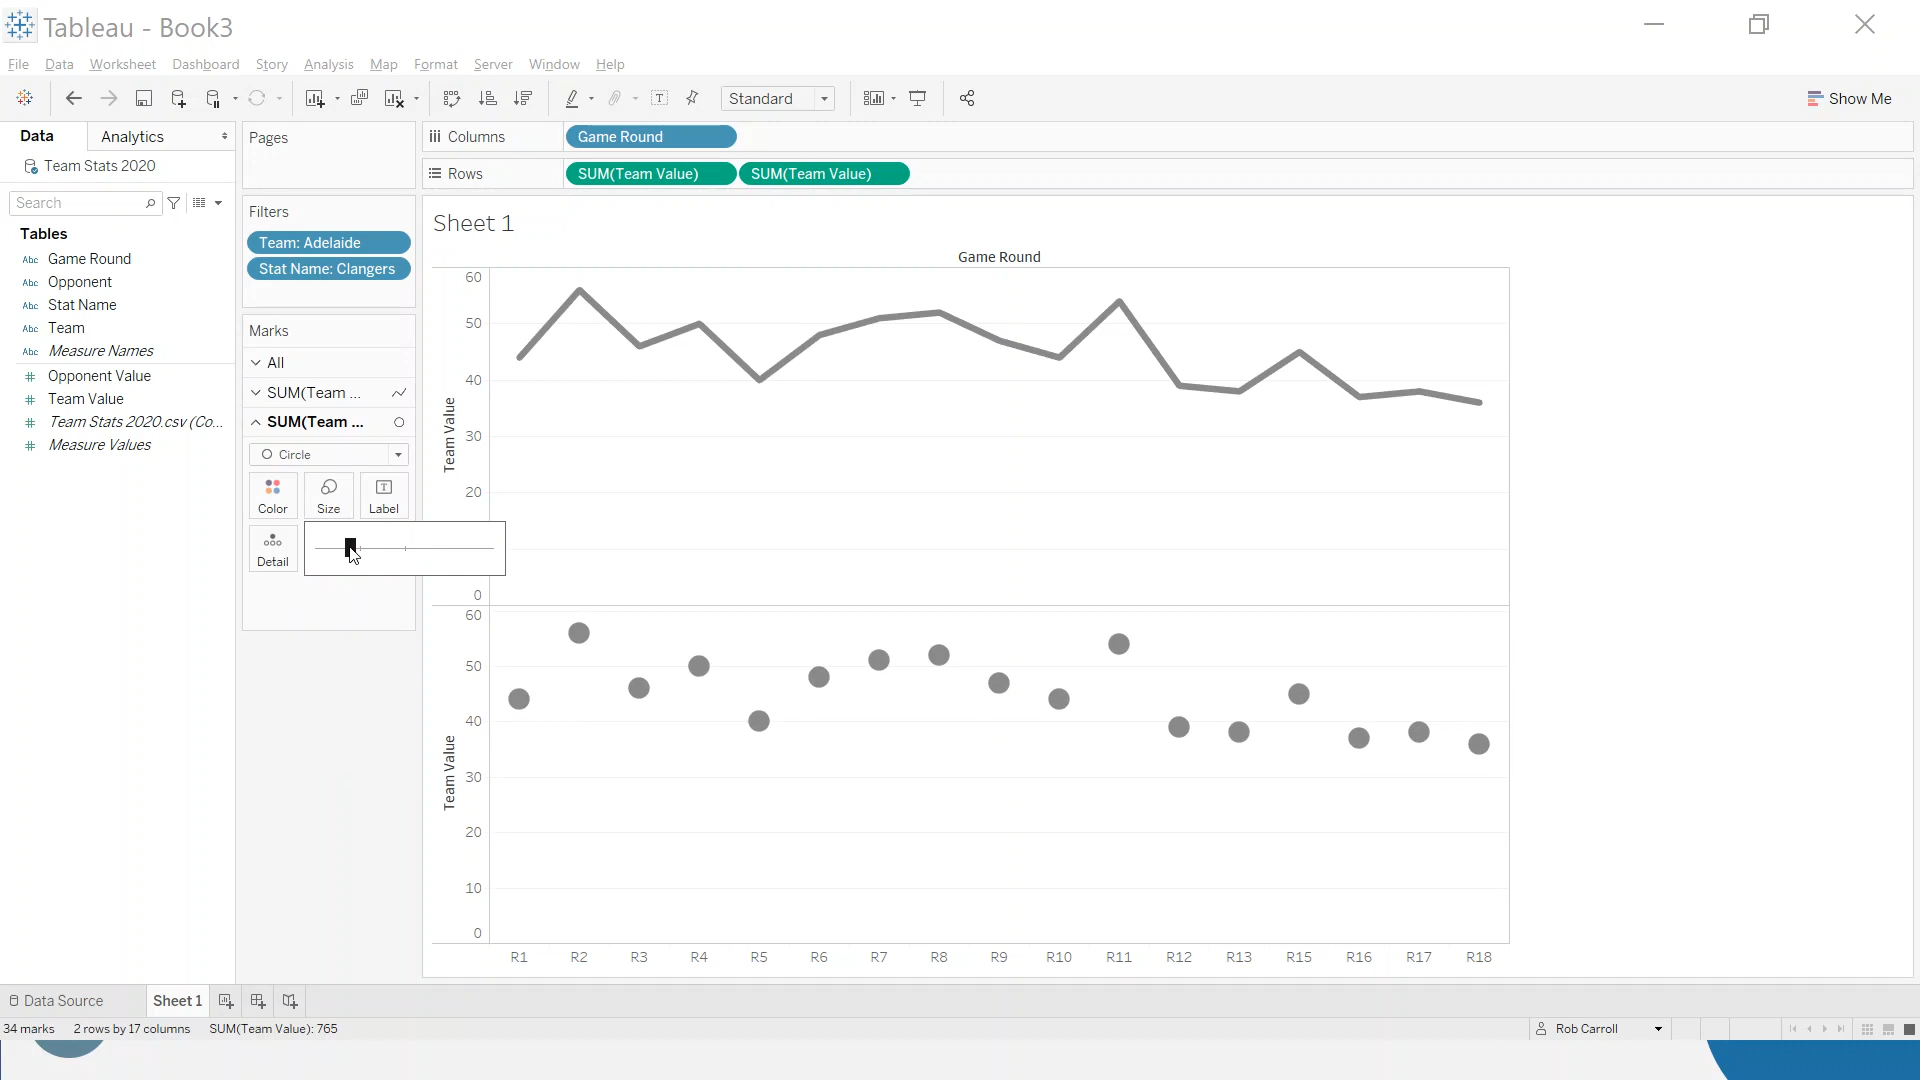 Tableau - Book3
File Data Worksheet Dashboard Story Analysis Map Format Server Window Help
Standard
Show Me
Data
Analytics
Team Stats 2020
Search
Tables
Abc Game Round
Abc Opponent
Abc Stat Name
Abc Team
Abc Measure Names
# Opponent Value
# Team Value
# Team Stats 2020.csv (Co...
# Measure Values
Pages
Filters
Team: Adelaide
Stat Name: Clangers
Marks
All
SUM(Team ...
SUM(Team ...
Circle
Color Size Label
Detail
Columns Game Round
Rows SUM(Team Value) SUM(Team Value)
Sheet 1
Game Round
Team Value
60
50
40
30
20
0
Team Value
60
50
40
30
20
10
0
R1 R2 R3 R4 R5 R6 R7 R8 R9 R10 R11 R12 R13 R15 R16 R17 R18
Data Source Sheet 1
34 marks 2 rows by 17 columns SUM(Team Value): 765
Rob Carroll